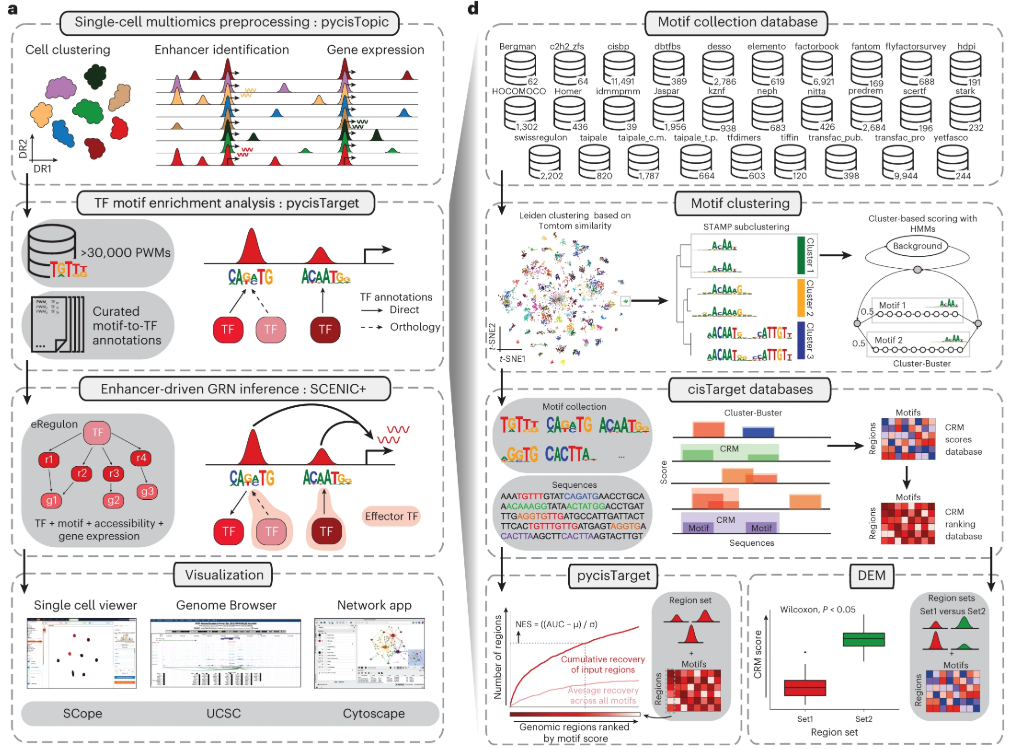 a
Single-cell multiomics preprocessing : pycisTopic
Cell clustering
Enhancer identification
Gene expression
DR2
DR1
TF motif enrichment analysis : pycisTarget
>30,000 PWMs
TGTTT
Curated
motif-to-TF
annotations
CAGATG
ACAATGG
TF annotations
Direct
Orthology
TF
TF
TF
Enhancer-driven GRN inference : SCENIC+
eRegulon
TF
r1
r4
r2
r3
g1
g2
g3
TF + motif + accessibility +
gene expression
TF
TF
TF
Effector TF
Visualization
Single cell viewer
Genome Browser
Network app
SCope
UCSC
Cytoscape
d
Motif collection database
Bergman c2h2_zfs cisbp dbtfbs desso elemento factorbook fantom flyfactorsurvey hdpi
62 64 11,491 389 2,786 619 6,921 169 688 191
HOCOMOCO Homer idmmpmm Jaspar kznf neph nitta predrem scertf stark
1,302 436 39 1,956 938 683 426 2,684 196 232
swissregulon taipale taipale_c.m. taipale_t.p. tfdimers tiffin transfac_pub. transfac_pro yetfasco
2,202 820 1,787 664 603 120 398 9,944 244
Motif clustering
Leiden clustering based on
Tomtom similarity
t-SNE2
t-SNE1
STAMP subclustering
Cluster 1
Cluster 2
Cluster 3
Cluster-based scoring with
HMMs
Background
0.5
Motif 1
0.5
Motif 2
Cluster-Buster
cisTarget databases
Motif collection
...
Sequences
AAATGTTTGTATCAGATGAACCTGCA
AACAAAGGTATAACTATGGACCTGAT
TTGAGGTGTTGATGCCATTGATTACT
TTCACTGTTTGTTGATGAGTAGGTGA
CACTTAAGCTTCACTTAAGTACTTGT
Cluster-Buster
Score
CRM
CRM
Motif
Motif
Sequences
Motifs
Regions
CRM
scores
database
Motifs
Regions
CRM
ranking
database
pycisTarget
Number of regions
NES = ((AUC − μ) / σ)
Cumulative recovery
of input regions
Average recovery
across all motifs
Genomic regions ranked
by motif score
Region set
+
Motifs
Regions
DEM
Wilcoxon, P < 0.05
CRM score
Set1
Set2
Region set
Region sets
Set1 versus Set2
+
Motifs
Regions